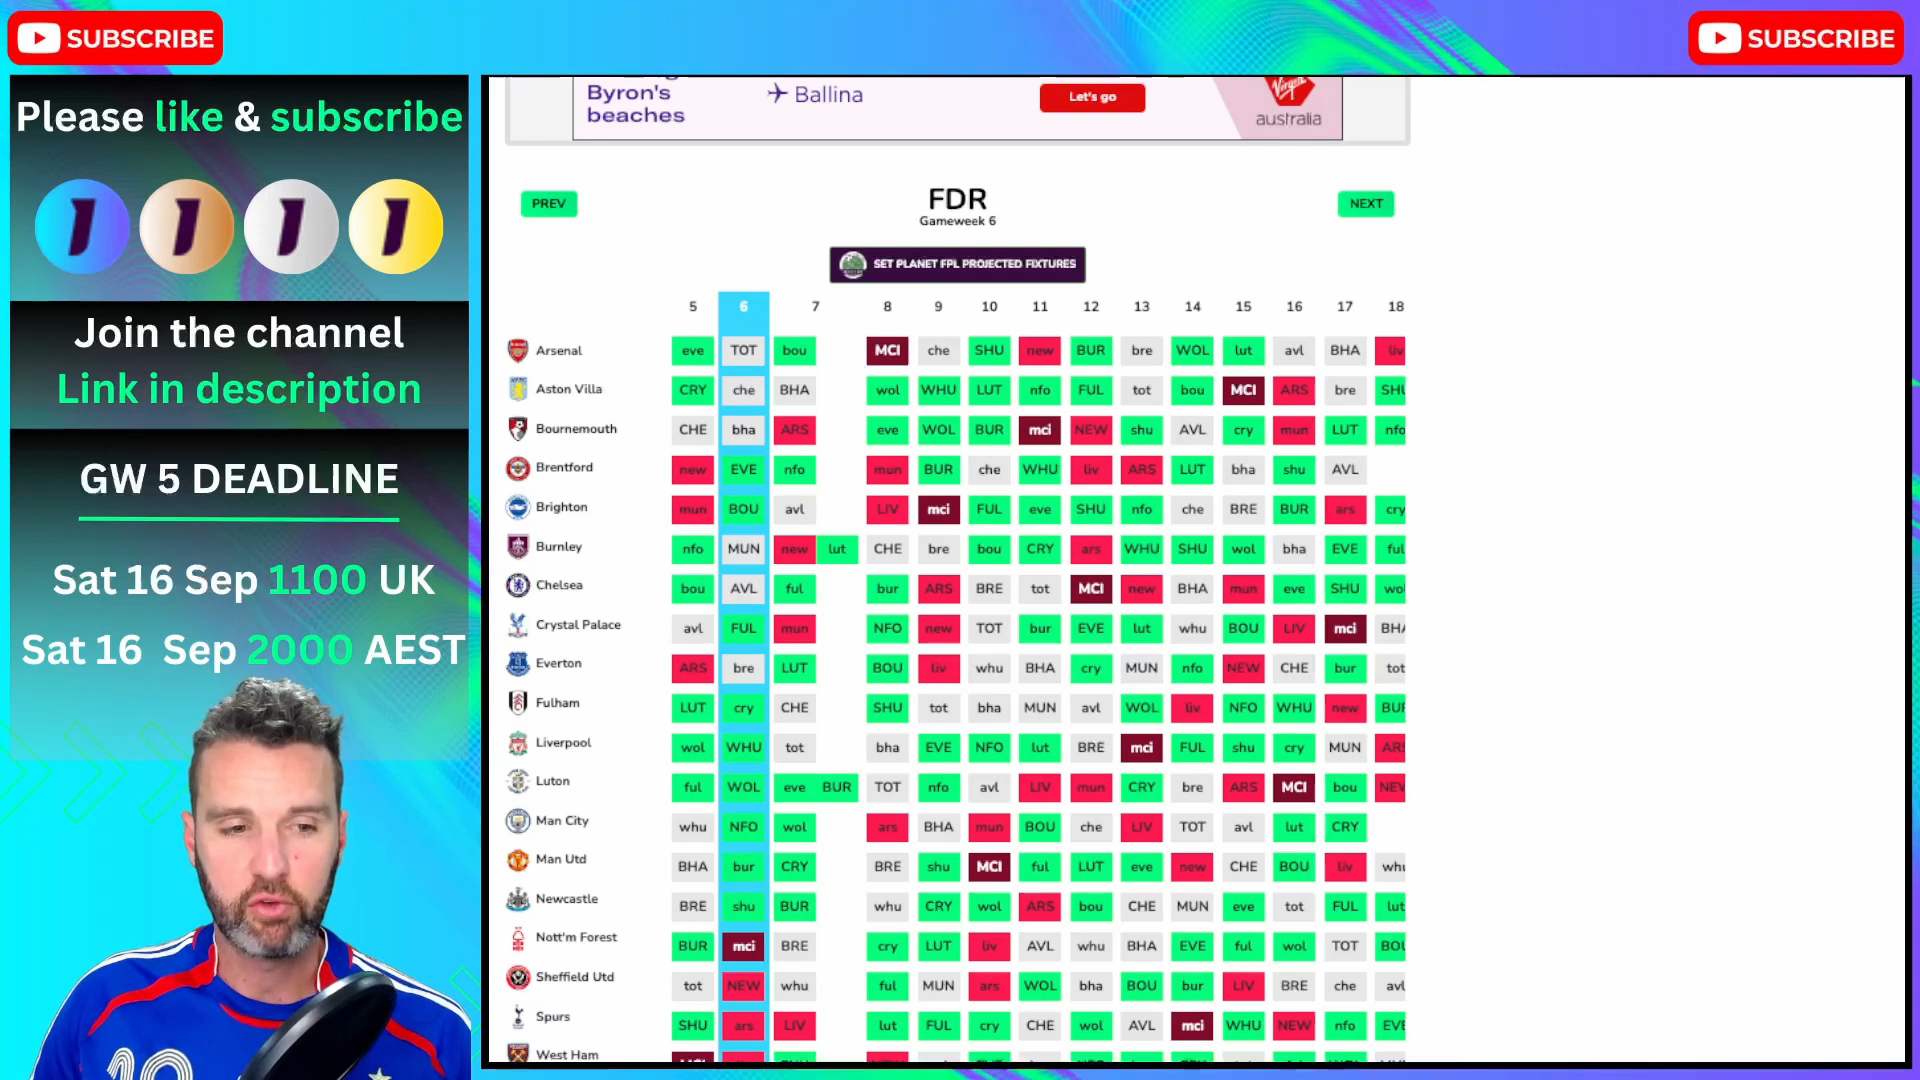 SUBSCRIBE
SUBSCRIBE
Please like & subscribe
Join the channel
Link in description
GW 5 DEADLINE
Sat 16 Sep 1100 UK
Sat 16 Sep 2000 AEST
Byron's
beaches
Ballina
Let's go
australia
PREV
FDR
NEXT
Gameweek 6
SET PLANET FPL PROJECTED FIXTURES
5 6 7 8 9 10 11 12 13 14 15 16 17 18
Arsenal eve TOT bou MCI che SHU new BUR bre WOL lut avl BHA liv
Aston Villa CRY che BHA wol WHU LUT nfo FUL tot bou MCI ARS bre SHU
Bournemouth CHE bha ARS eve WOL BUR mci NEW shu AVL cry mun LUT nfo
Brentford new EVE nfo mun BUR che WHU liv ARS LUT bha shu AVL
Brighton mun BOU avl LIV mci FUL eve SHU nfo che BRE BUR ars cry
Burnley nfo MUN new lut CHE bre bou CRY ars WHU SHU wol bha EVE ful
Chelsea bou AVL ful bur ARS BRE tot MCI new BHA mun eve SHU wol
Crystal Palace avl FUL mun NFO new TOT bur EVE lut whu BOU LIV mci BHA
Everton ARS bre LUT BOU liv whu BHA cry MUN nfo NEW CHE bur tot
Fulham LUT cry CHE SHU tot bha MUN avl WOL liv NFO WHU new BUR
Liverpool wol WHU tot bha EVE NFO lut BRE mci FUL shu cry MUN ARS
Luton ful WOL eve BUR TOT nfo avl LIV mun CRY bre ARS MCI bou NEW
Man City whu NFO wol ars BHA mun BOU che LIV TOT avl lut CRY
Man Utd BHA bur CRY BRE shu MCI ful LUT eve new CHE BOU liv whu
Newcastle BRE shu BUR whu CRY wol ARS bou CHE MUN eve tot FUL lut
Nott'm Forest BUR mci BRE cry LUT liv AVL whu BHA EVE ful wol TOT BOU
Sheffield Utd tot NEW whu ful MUN ars WOL bha BOU bur LIV BRE che avl
Spurs SHU ars LIV lut FUL cry CHE wol AVL mci WHU NEW nfo EVE
West Ham